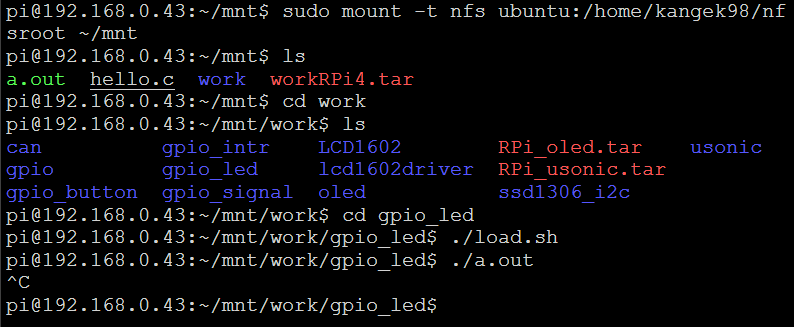 pi@192.168.0.43:~/mnt$ sudo mount -t nfs ubuntu:/home/kangek98/nf
sroot ~/mnt
pi@192.168.0.43:~/mnt$ ls
a.out  hello.c  work  workRPi4.tar
pi@192.168.0.43:~/mnt$ cd work
pi@192.168.0.43:~/mnt/work$ ls
can          gpio_intr    LCD1602        RPi_oled.tar    usonic
gpio         gpio_led     lcd1602driver  RPi_usonic.tar
gpio_button  gpio_signal  oled           ssd1306_i2c
pi@192.168.0.43:~/mnt/work$ cd gpio_led
pi@192.168.0.43:~/mnt/work/gpio_led$ ./load.sh
pi@192.168.0.43:~/mnt/work/gpio_led$ ./a.out
^C
pi@192.168.0.43:~/mnt/work/gpio_led$